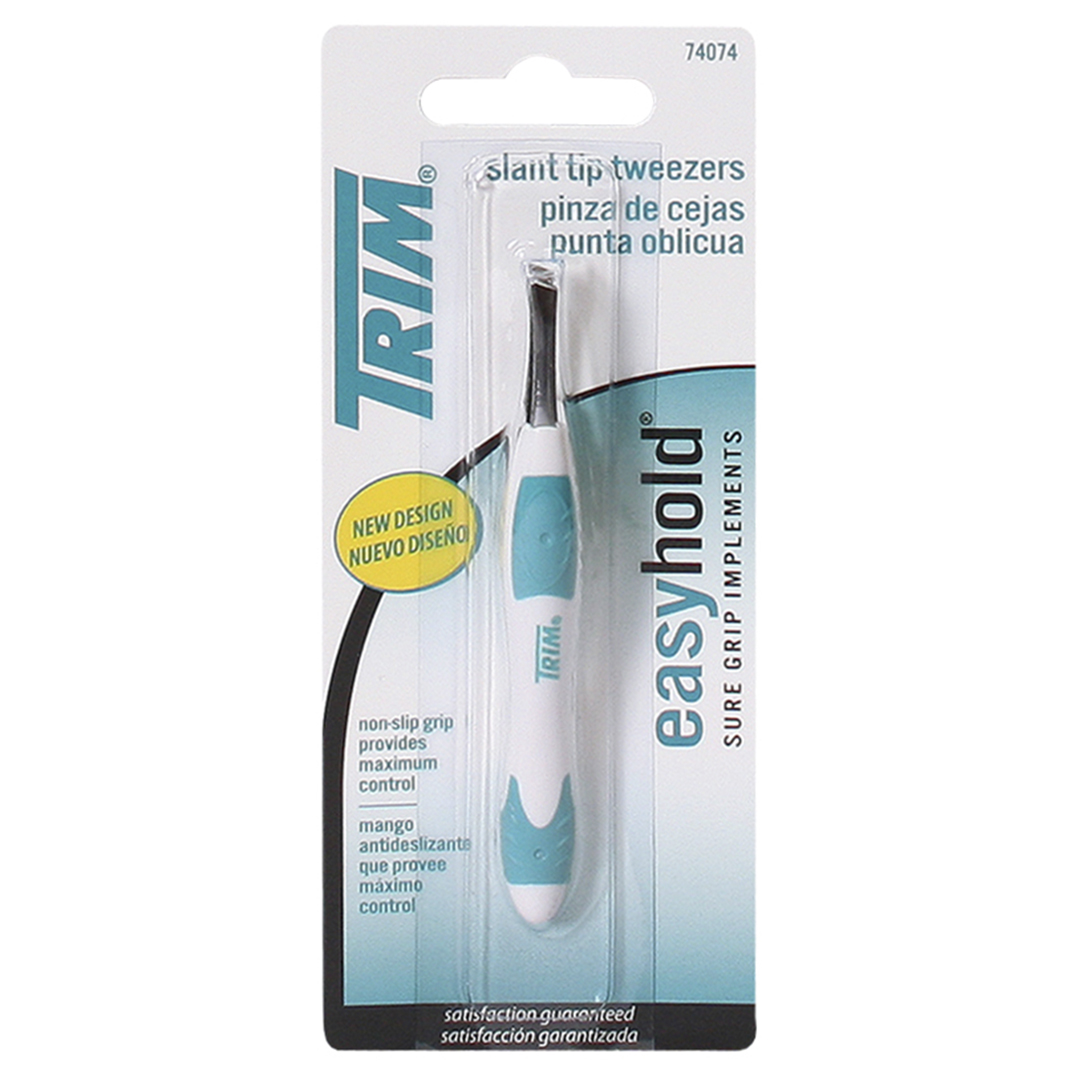 74074
slant tip tweezers
pinza de cejas
punta oblicua
TRIM®
NEW DESIGN
NUEVO DISEÑO
easyhold®
SURE GRIP IMPLEMENTS
TRIM®
non-slip grip
provides
maximum
control
mango
antideslizante
que provee
máximo
control
satisfaction guaranteed
satisfacción garantizada